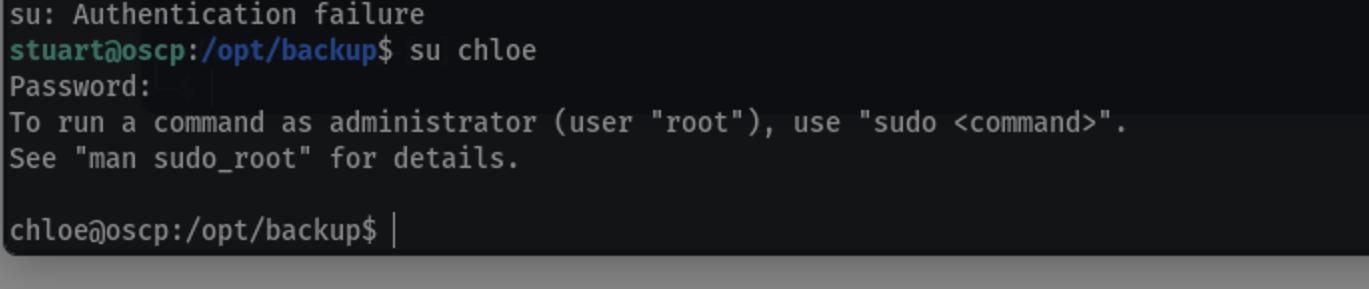 su: Authentication failure
stuart@oscp:/opt/backup$ su chloe
Password:
To run a command as administrator (user "root"), use "sudo <command>".
See "man sudo_root" for details.
chloe@oscp:/opt/backup$